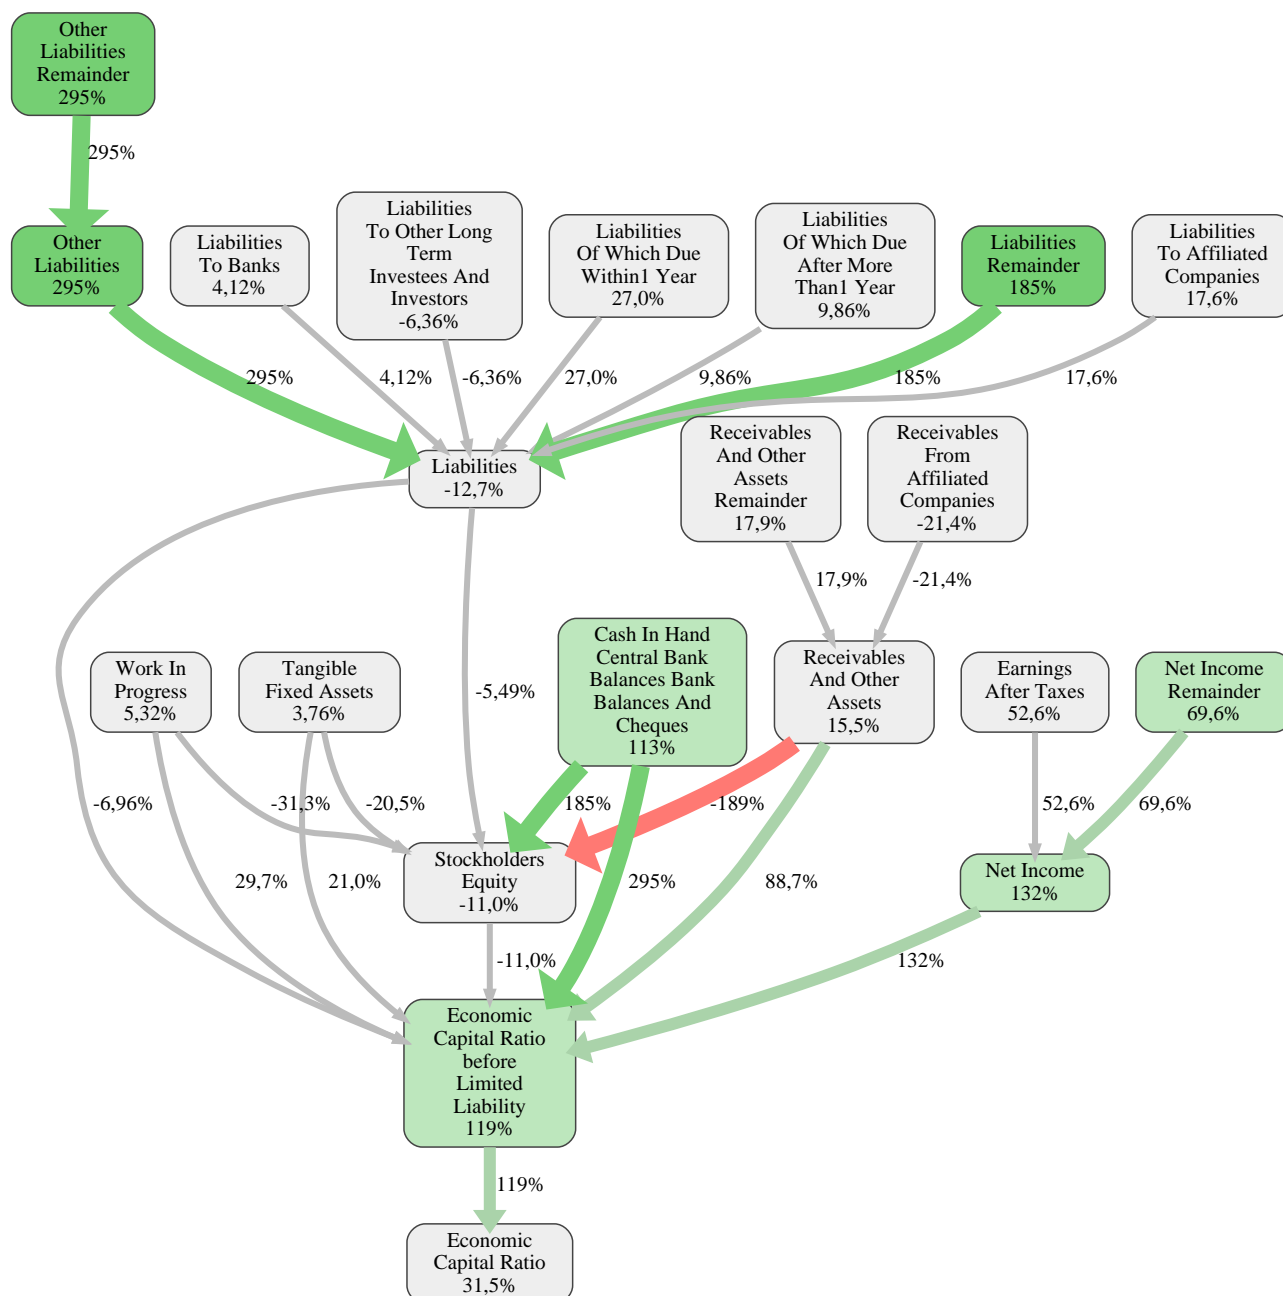 Other
Liabilities
Remainder
295%
295%
Other
Liabilities
295%
Liabilities
To Banks
4,12%
Liabilities
To Other Long
Term
Investees And
Investors
-6,36%
Liabilities
Of Which Due
Within1 Year
27,0%
Liabilities
Of Which Due
After More
Than1 Year
9,86%
Liabilities
Remainder
185%
Liabilities
To Affiliated
Companies
17,6%
295%
4,12%
-6,36%
27,0%
9,86%
185%
17,6%
Liabilities
-12,7%
Receivables
And Other
Assets
Remainder
17,9%
Receivables
From
Affiliated
Companies
-21,4%
17,9%
-21,4%
Work In
Progress
5,32%
Tangible
Fixed Assets
3,76%
-5,49%
Cash In Hand
Central Bank
Balances Bank
Balances And
Cheques
113%
Receivables
And Other
Assets
15,5%
Earnings
After Taxes
52,6%
Net Income
Remainder
69,6%
-6,96%
-31,3%
-20,5%
185%
-189%
52,6%
69,6%
Stockholders
Equity
-11,0%
29,7%
21,0%
295%
88,7%
Net Income
132%
-11,0%
132%
Economic
Capital Ratio
before
Limited
Liability
119%
119%
Economic
Capital Ratio
31,5%